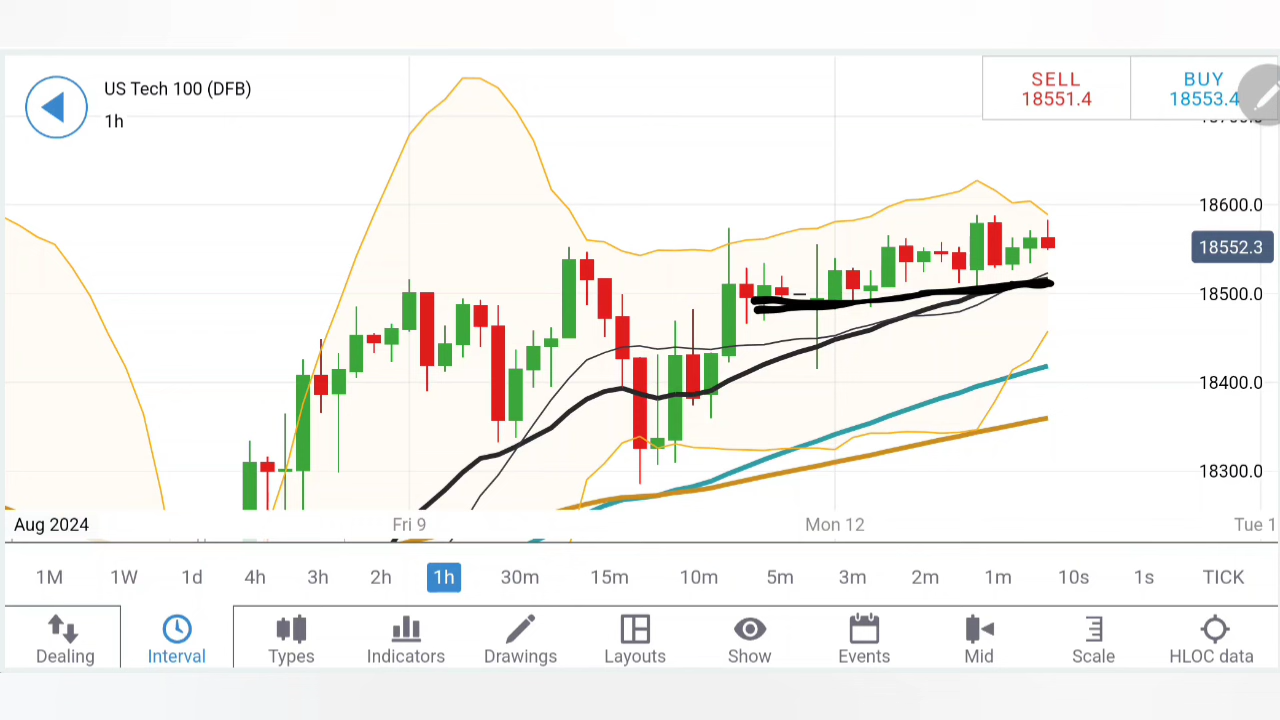 US Tech 100 (DFB)
1h
SELL
18551.4
BUY
18553.4
18600.0
18552.3
18500.0
18400.0
18300.0
Aug 2024 Fri 9 Mon 12 Tue 1
1M 1W 1d 4h 3h 2h 1h 30m 15m 10m 5m 3m 2m 1m 10s 1s TICK
Dealing Interval Types Indicators Drawings Layouts Show Events Mid Scale HLOC data